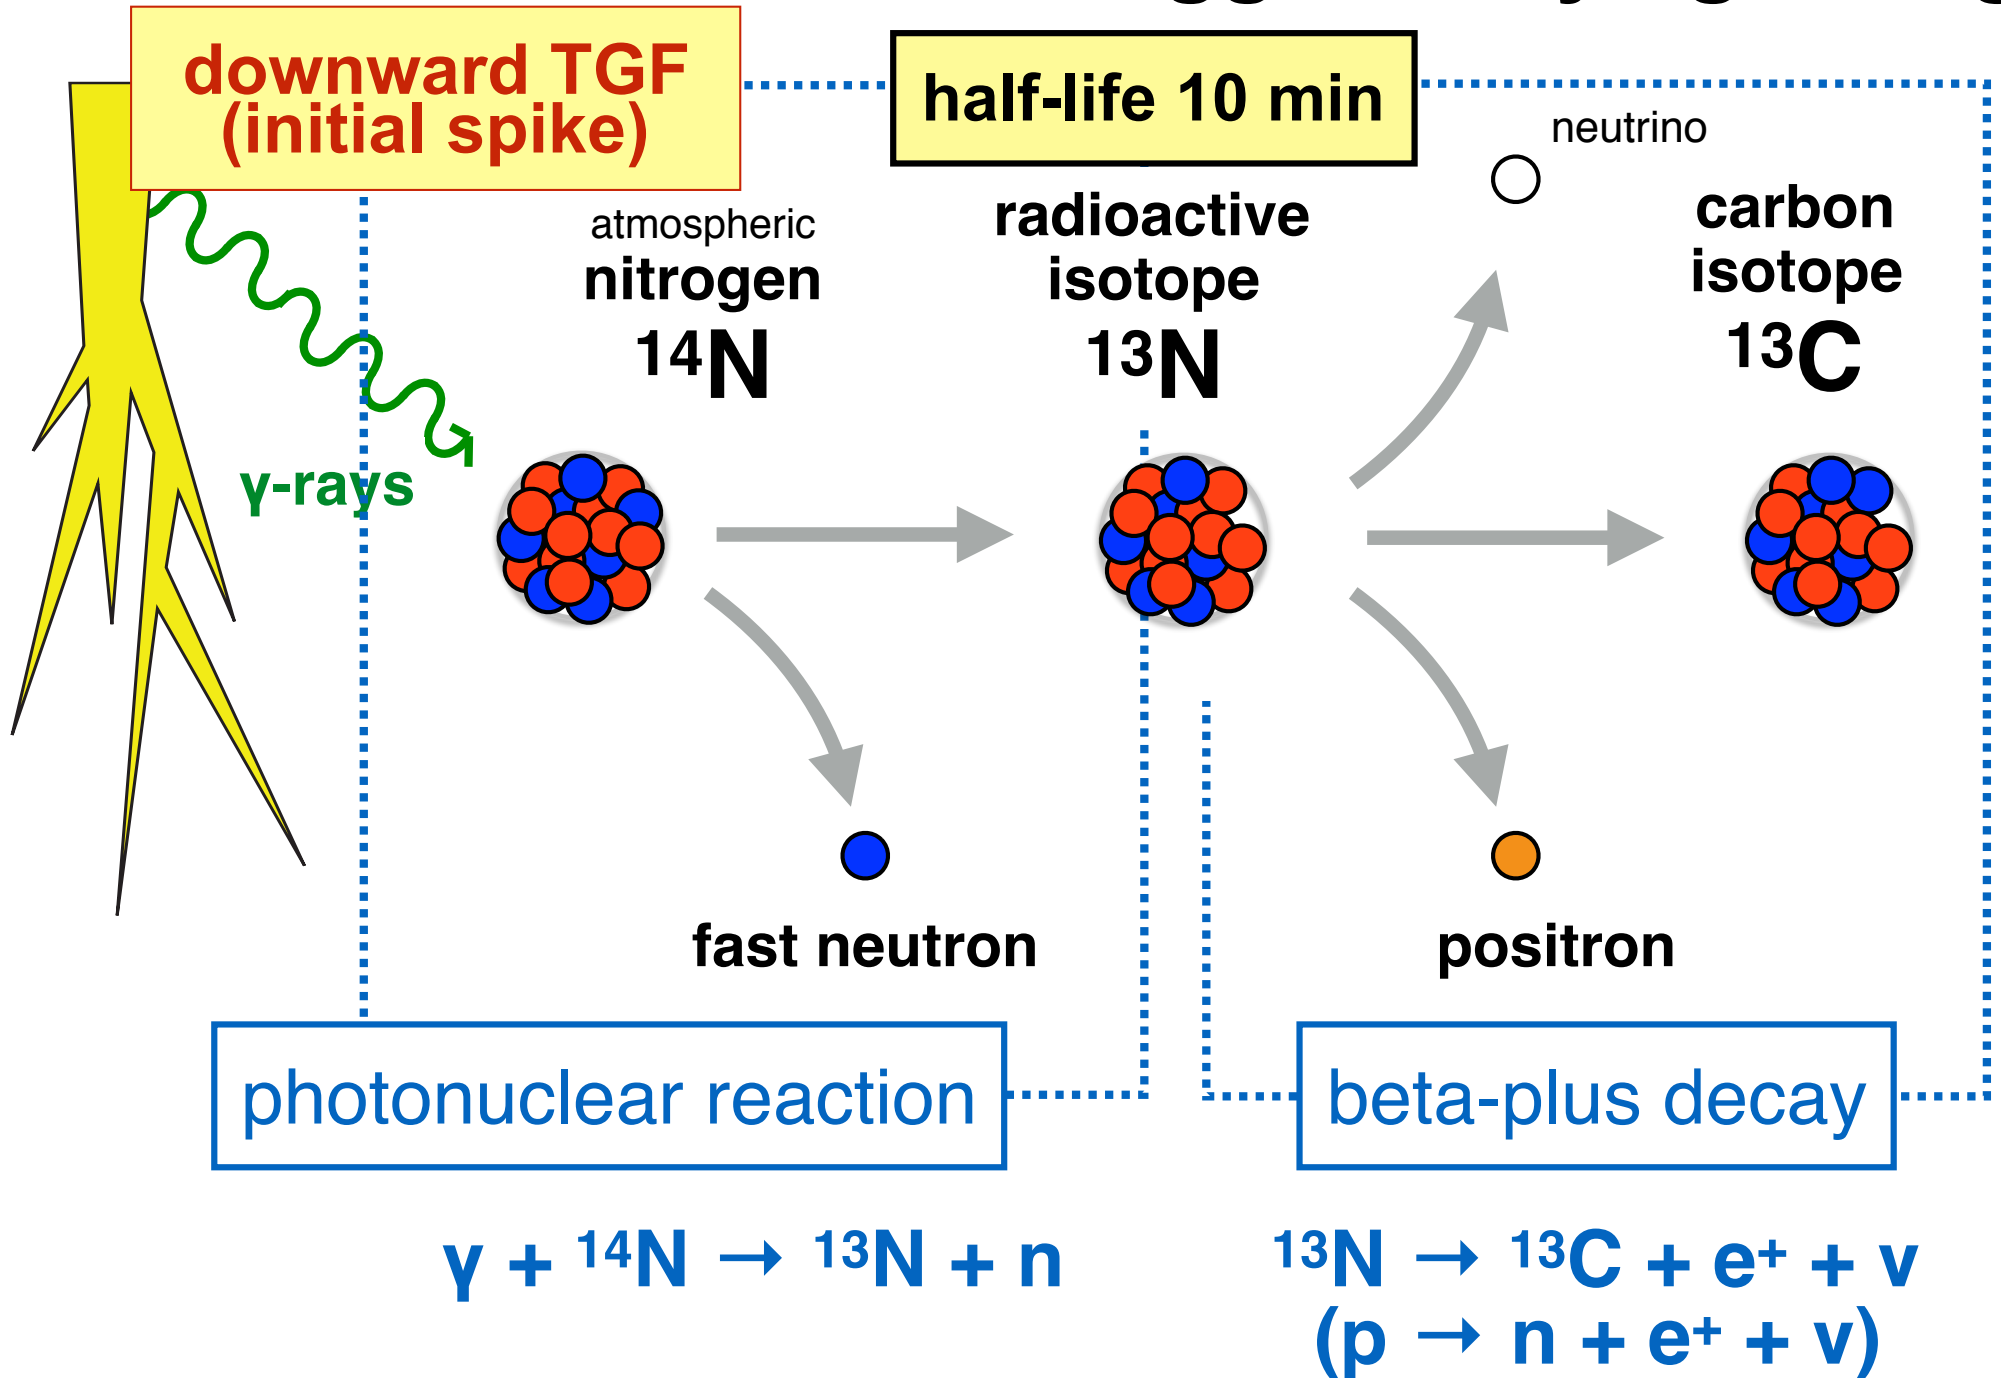 downward TGF
(initial spike)
half-life 10 min
neutrino
atmospheric
nitrogen
¹⁴N
radioactive
isotope
¹³N
carbon
isotope
¹³C
γ-rays
fast neutron
positron
photonuclear reaction
beta-plus decay
γ + ¹⁴N → ¹³N + n
¹³N → ¹³C + e⁺ + ν
(p → n + e⁺ + ν)